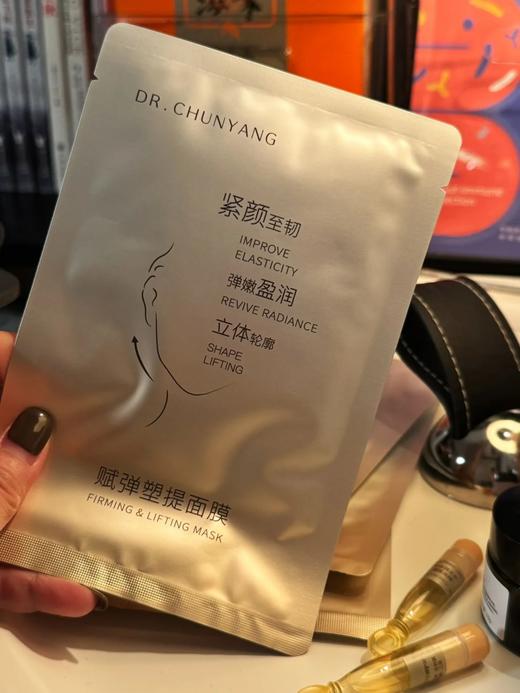 DR. CHUNYANG
紧颜至韧
IMPROVE
ELASTICITY
弹嫩盈润
REVIVE RADIANCE
立体轮廓
SHAPE
LIFTING
赋弹塑提面膜
FIRMING & LIFTING MASK